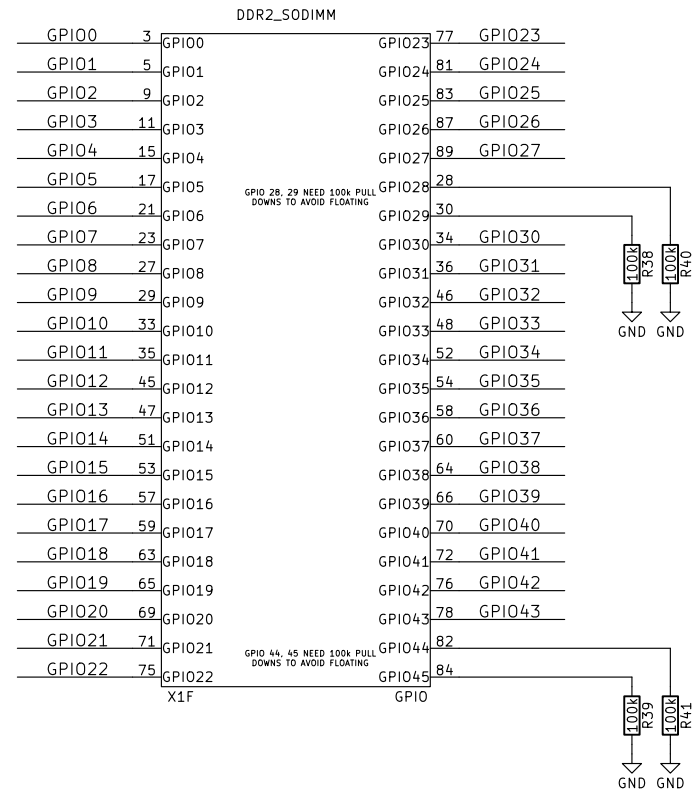 DDR2_SODIMM
GPIO0 3 GPIO0 GPIO23 77 GPIO23
GPIO1 5 GPIO1 GPIO24 81 GPIO24
GPIO2 9 GPIO2 GPIO25 83 GPIO25
GPIO3 11 GPIO3 GPIO26 87 GPIO26
GPIO4 15 GPIO4 GPIO27 89 GPIO27
GPIO5 17 GPIO5 GPIO 28, 29 NEED 100k PULL GPIO28 28
DOWNS TO AVOID FLOATING
GPIO6 21 GPIO6 GPIO29 30
GPIO7 23 GPIO7 GPIO30 34 GPIO30
GPIO8 27 GPIO8 GPIO31 36 GPIO31
100k R38 100k R40
GPIO9 29 GPIO9 GPIO32 46 GPIO32
GPIO10 33 GPIO10 GPIO33 48 GPIO33
GND GND
GPIO11 35 GPIO11 GPIO34 52 GPIO34
GPIO12 45 GPIO12 GPIO35 54 GPIO35
GPIO13 47 GPIO13 GPIO36 58 GPIO36
GPIO14 51 GPIO14 GPIO37 60 GPIO37
GPIO15 53 GPIO15 GPIO38 64 GPIO38
GPIO16 57 GPIO16 GPIO39 66 GPIO39
GPIO17 59 GPIO17 GPIO40 70 GPIO40
GPIO18 63 GPIO18 GPIO41 72 GPIO41
GPIO19 65 GPIO19 GPIO42 76 GPIO42
GPIO20 69 GPIO20 GPIO43 78 GPIO43
GPIO21 71 GPIO21 GPIO 44, 45 NEED 100k PULL GPIO44 82
DOWNS TO AVOID FLOATING
GPIO22 75 GPIO22 GPIO45 84
X1F GPIO
100k R39 100k R41
GND GND